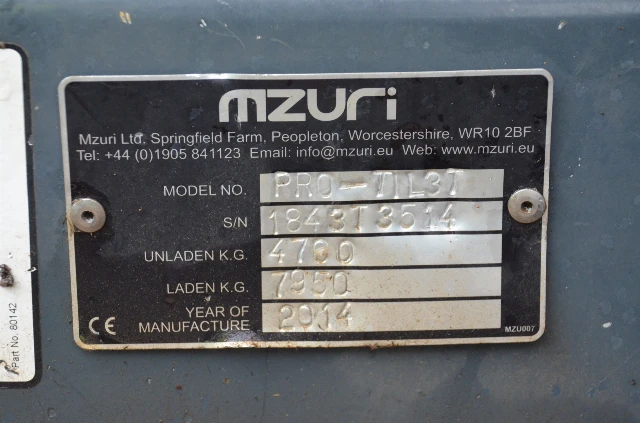 mzuri
Mzuri Ltd, Springfield Farm, Peopleton, Worcestershire, WR10 2BF
Tel: +44 (0)1905 841123 Email: info@mzuri.eu Web: www.mzuri.eu
MODEL NO. PRO-TIL3T
S/N 1843T3514
UNLADEN K.G. 4700
LADEN K.G. 7950
YEAR OF
MANUFACTURE 2014
CE
MZU007
Part No. 80142